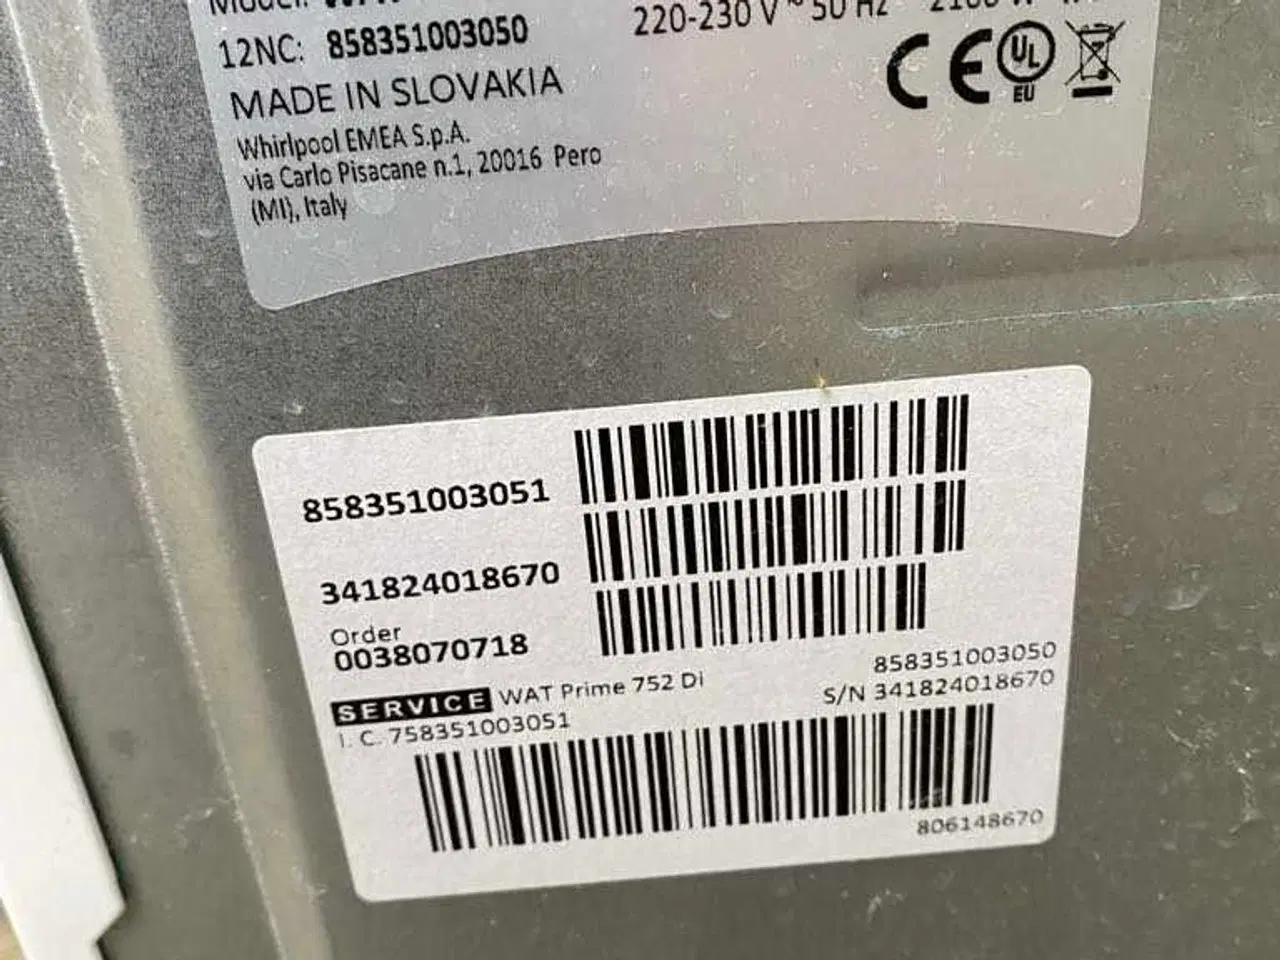 Model:
12NC: 858351003050
220-230 V ~ 50 Hz
MADE IN SLOVAKIA
CE
UL
EU
Whirlpool EMEA S.p.A.
via Carlo Pisacane n.1, 20016 Pero
(MI), Italy
858351003051
341824018670
Order
0038070718
858351003050
SERVICE WAT Prime 752 Di
S/N 341824018670
I. C. 758351003051
806148670